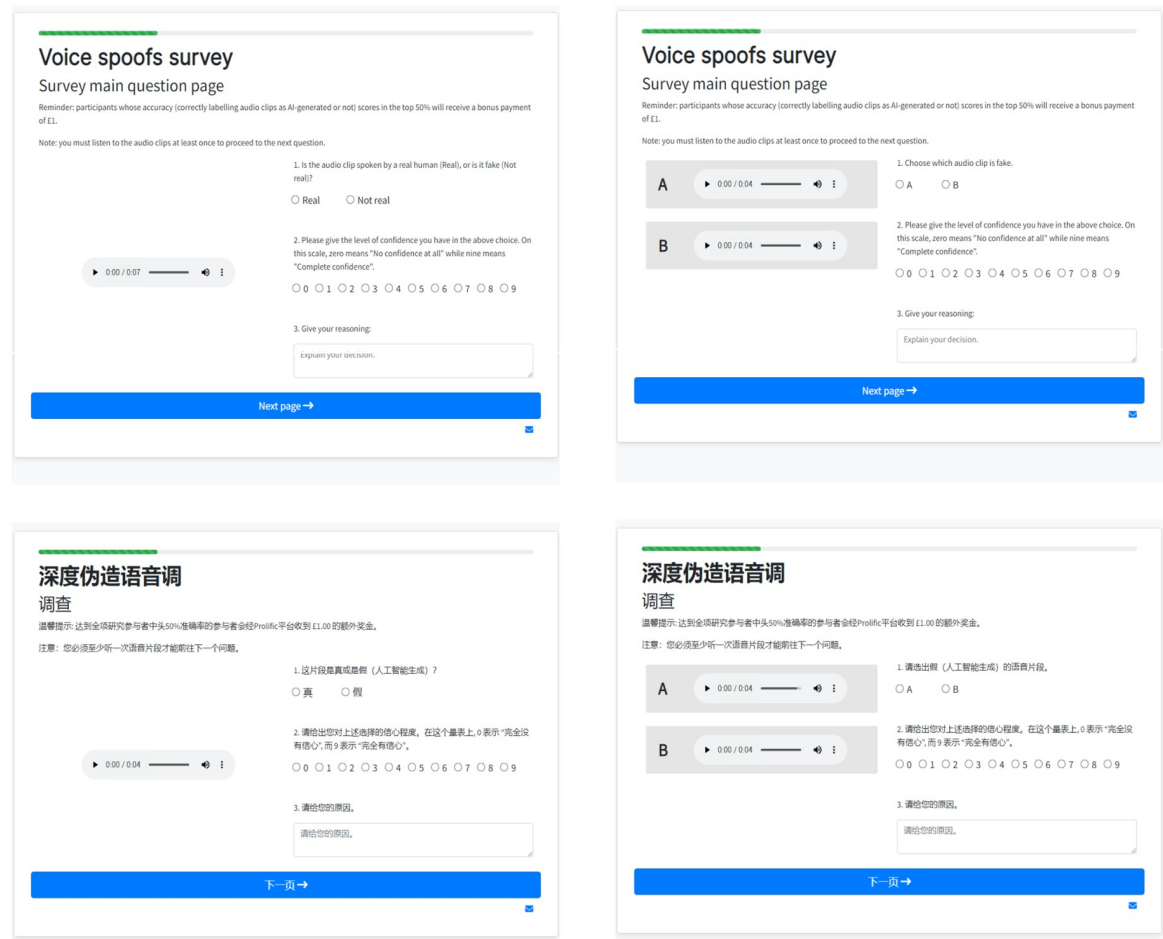 Voice spoofs survey
Survey main question page
Reminder: participants whose accuracy (correctly labelling audio clips as AI-generated or not) scores in the top 50% will receive a bonus payment
of £1.
Note: you must listen to the audio clips at least once to proceed to the next question.
1. Is the audio clip spoken by a real human (Real), or is it fake (Not
real)?
Real Not real
2. Please give the level of confidence you have in the above choice. On
this scale, zero means "No confidence at all" while nine means
"Complete confidence".
0:00 / 0:07
0 1 2 3 4 5 6 7 8 9
3. Give your reasoning:
Explain your decision.
Next page →
Voice spoofs survey
Survey main question page
Reminder: participants whose accuracy (correctly labelling audio clips as AI-generated or not) scores in the top 50% will receive a bonus payment
of £1.
Note: you must listen to the audio clips at least once to proceed to the next question.
A 0:00 / 0:04
B 0:00 / 0:04
1. Choose which audio clip is fake.
A B
2. Please give the level of confidence you have in the above choice. On
this scale, zero means "No confidence at all" while nine means
"Complete confidence".
0 1 2 3 4 5 6 7 8 9
3. Give your reasoning:
Explain your decision.
Next page →
深度伪造语音调
调查
温馨提示: 达到全项研究参与者中头50%准确率的参与者会经Prolific平台收到 £1.00 的额外奖金。
注意：您必须至少听一次语音片段才能前往下一个问题。
1. 这片段是真或是假（人工智能生成）?
真 假
2. 请给出您对上述选择的信心程度。在这个量表上, 0 表示 “完全没
有信心”, 而 9 表示 “完全有信心”。
0:00 / 0:04
0 1 2 3 4 5 6 7 8 9
3. 请给您的原因。
请给您的原因。
下一页 →
深度伪造语音调
调查
温馨提示: 达到全项研究参与者中头50%准确率的参与者会经Prolific平台收到 £1.00 的额外奖金。
注意：您必须至少听一次语音片段才能前往下一个问题。
A 0:00 / 0:04
B 0:00 / 0:04
1. 请选出假（人工智能生成）的语音片段。
A B
2. 请给出您对上述选择的信心程度。在这个量表上, 0 表示 “完全没
有信心”, 而 9 表示 “完全有信心”。
0 1 2 3 4 5 6 7 8 9
3. 请给您的原因。
请给您的原因。
下一页 →